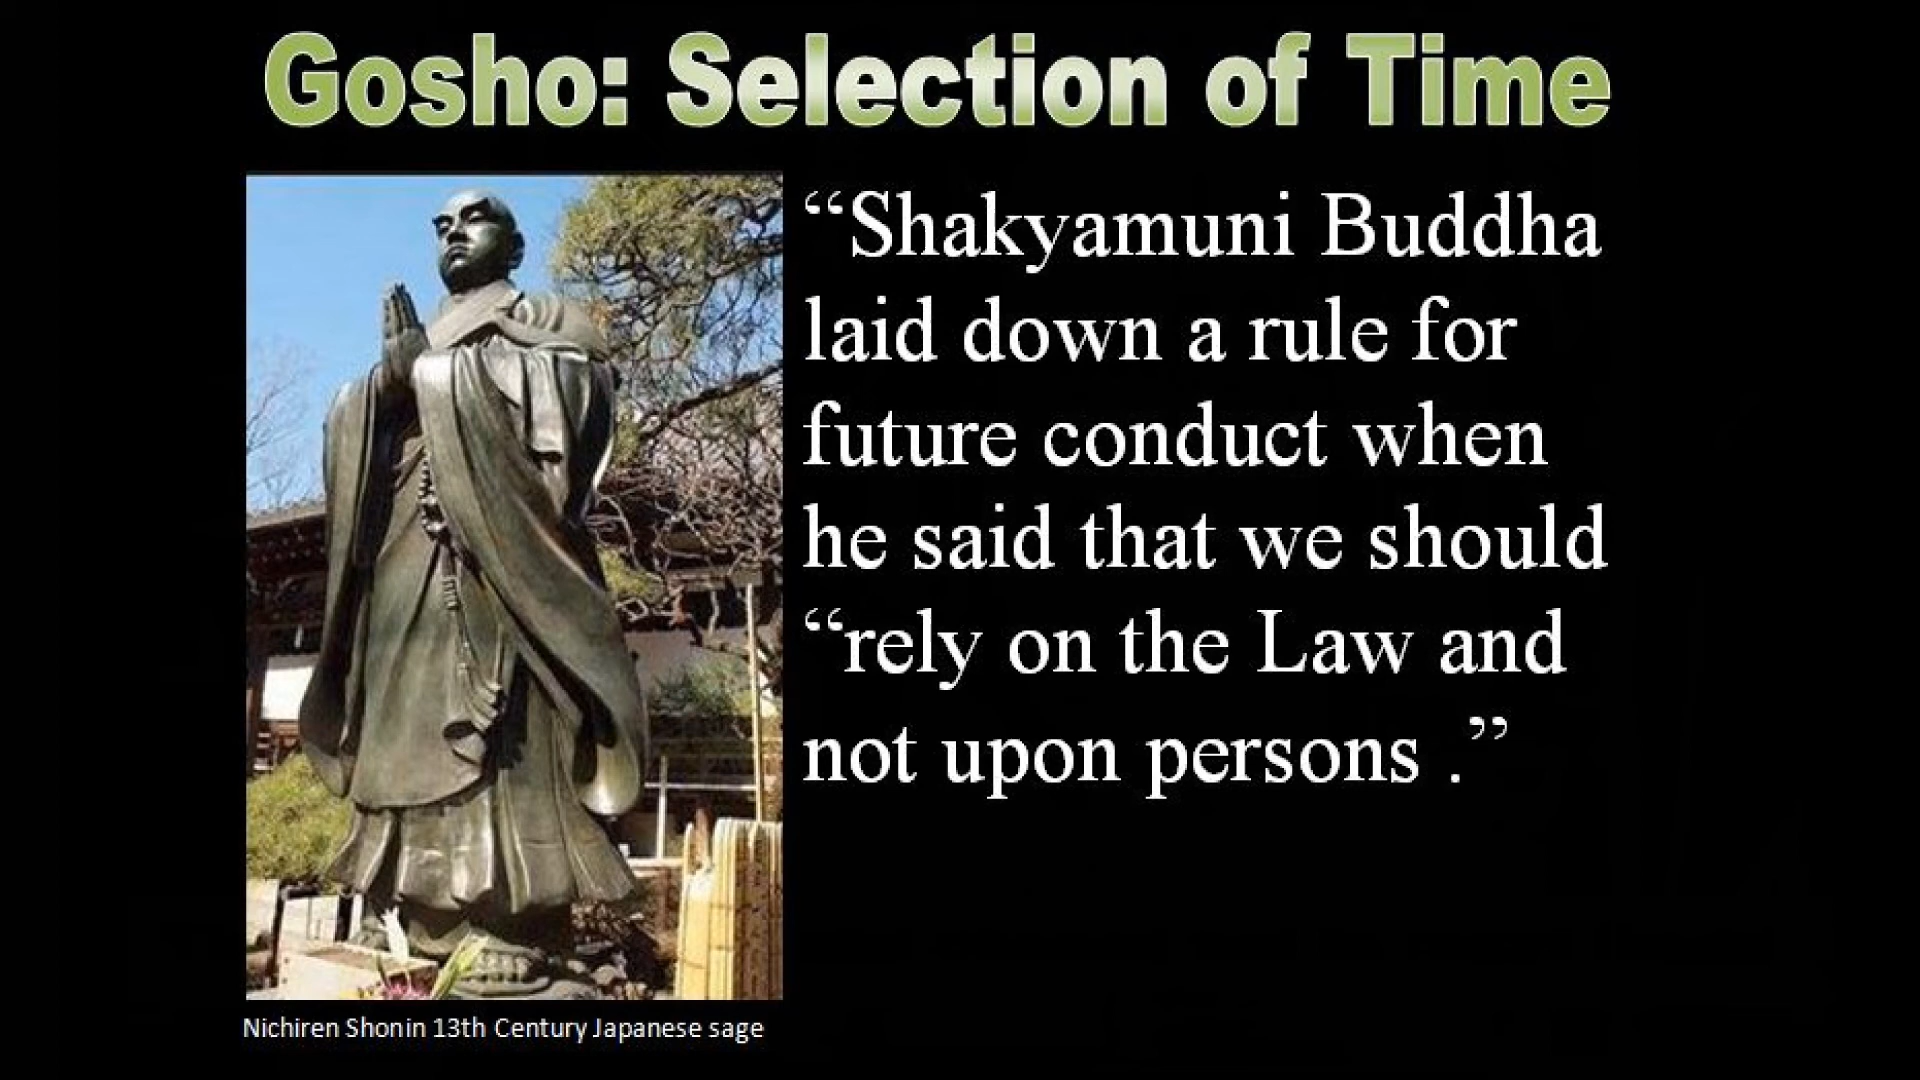 Gosho: Selection of Time
“Shakyamuni Buddha
laid down a rule for
future conduct when
he said that we should
“rely on the Law and
not upon persons .”
Nichiren Shonin 13th Century Japanese sage